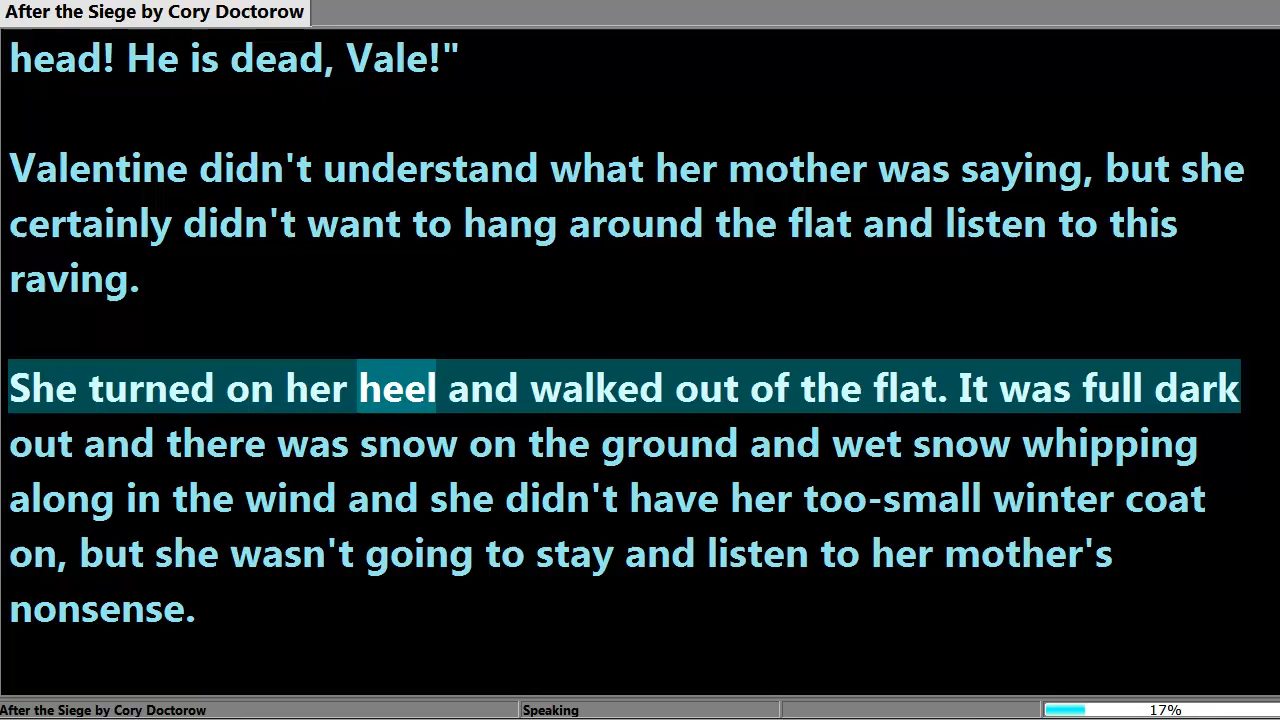 After the Siege by Cory Doctorow
head! He is dead, Vale!"
Valentine didn't understand what her mother was saying, but she
certainly didn't want to hang around the flat and listen to this
raving.
She turned on her heel and walked out of the flat. It was full dark
out and there was snow on the ground and wet snow whipping
along in the wind and she didn't have her too-small winter coat
on, but she wasn't going to stay and listen to her mother's
nonsense.
After the Siege by Cory Doctorow
Speaking
17%